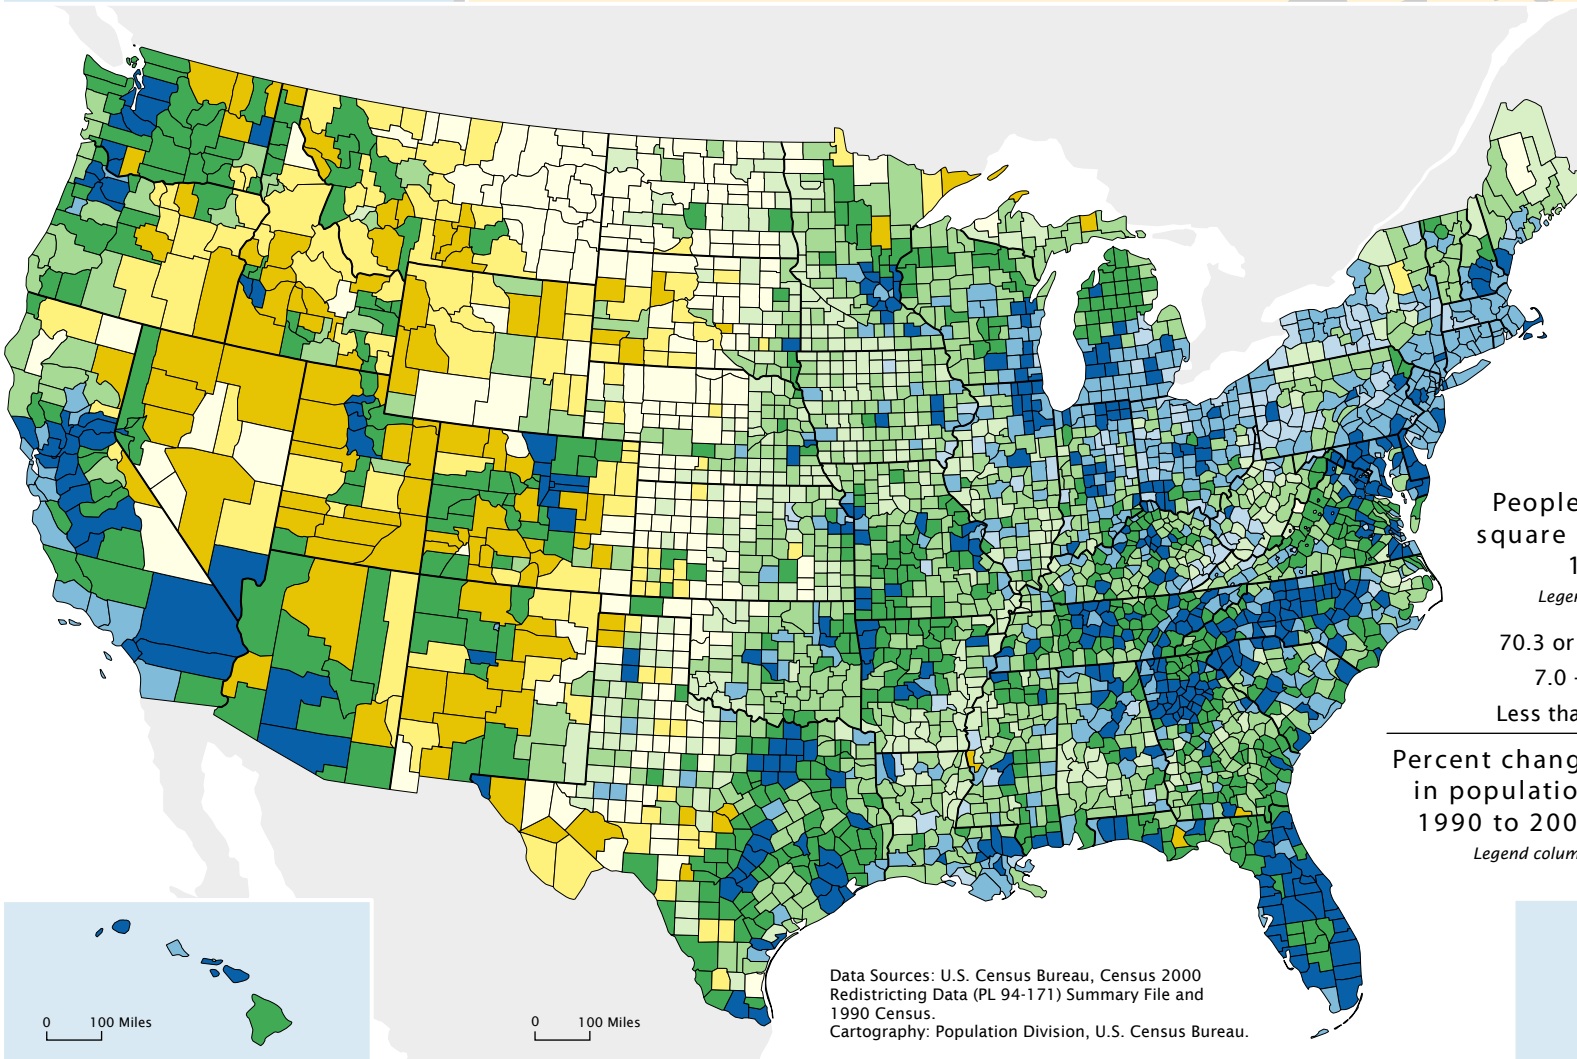 People
square
1
Legen
70.3 or
7.0 -
Less tha
Percent chang
in populatio
1990 to 200
Legend colum
Data Sources: U.S. Census Bureau, Census 2000
Redistricting Data (PL 94-171) Summary File and
1990 Census.
Cartography: Population Division, U.S. Census Bureau.
0 100 Miles
0 100 Miles